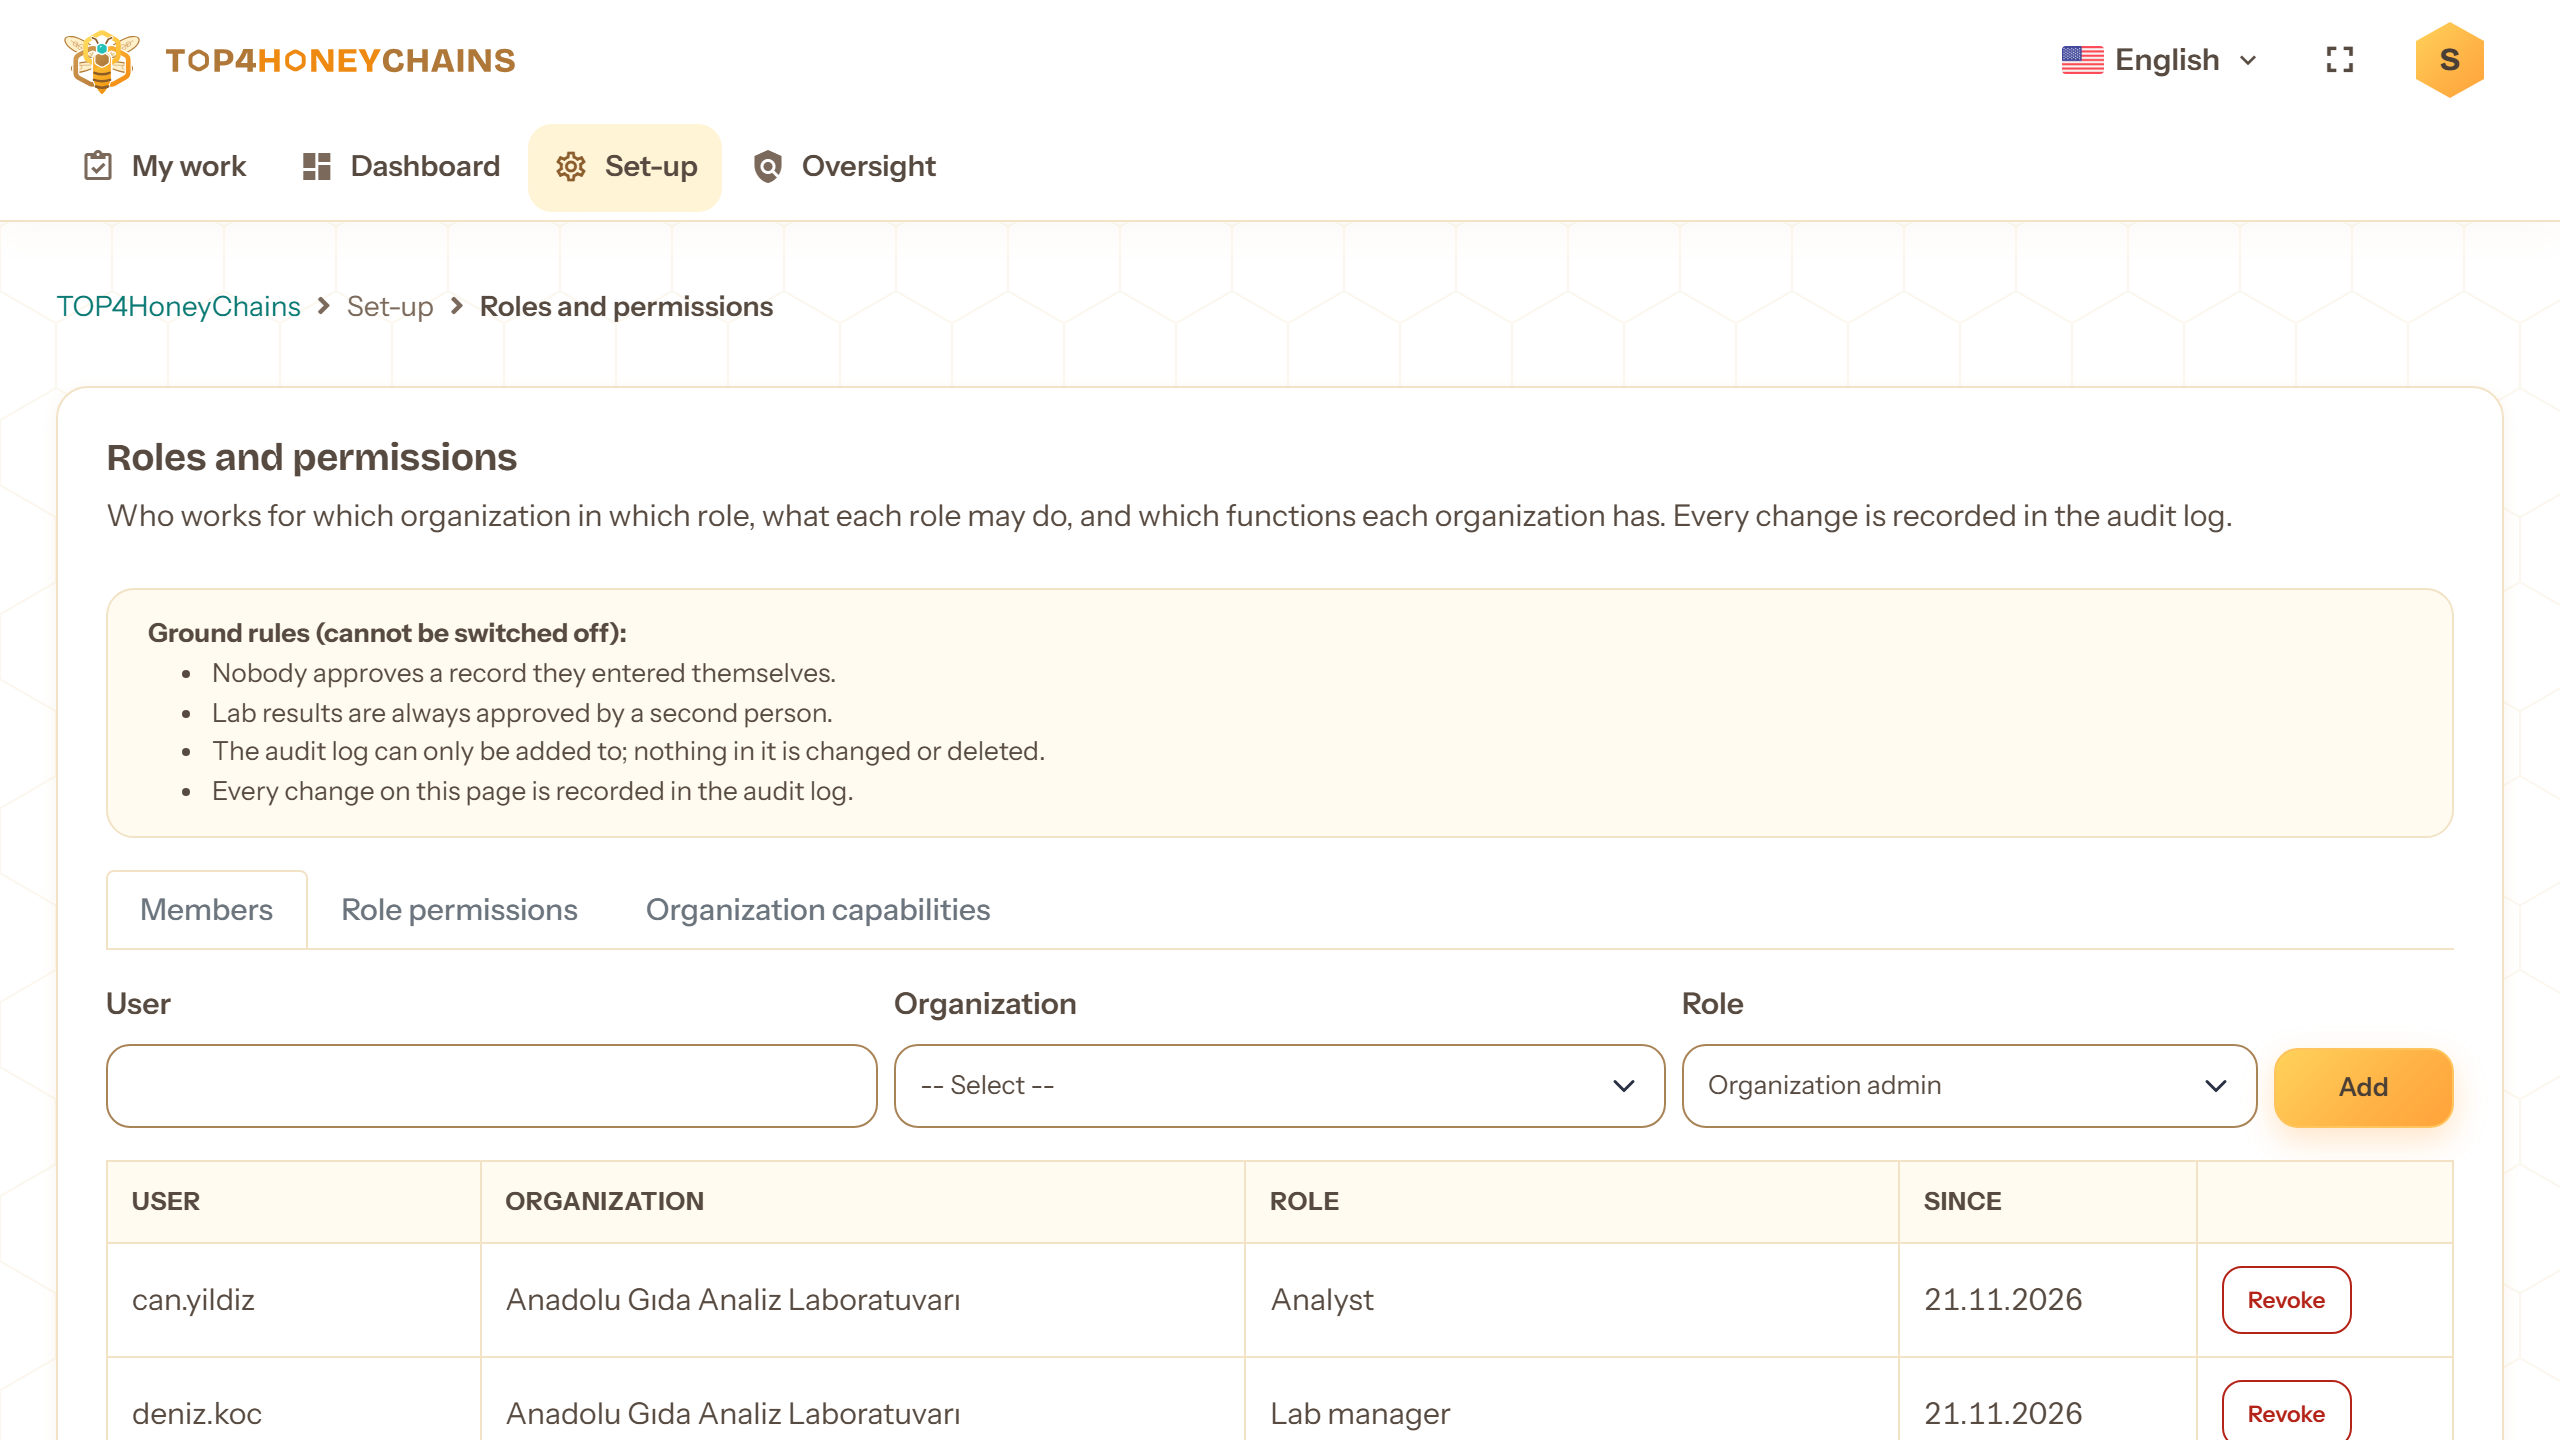 TOP4HONEYCHAINS
English
S
My work
Dashboard
Set-up
Oversight
TOP4HoneyChains > Set-up > Roles and permissions
Roles and permissions
Who works for which organization in which role, what each role may do, and which functions each organization has. Every change is recorded in the audit log.
Ground rules (cannot be switched off):
• Nobody approves a record they entered themselves.
• Lab results are always approved by a second person.
• The audit log can only be added to; nothing in it is changed or deleted.
• Every change on this page is recorded in the audit log.
Members
Role permissions
Organization capabilities
User
Organization
Role
-- Select --
Organization admin
Add
USER ORGANIZATION ROLE SINCE
can.yildiz Anadolu Gıda Analiz Laboratuvarı Analyst 21.11.2026 Revoke
deniz.koc Anadolu Gıda Analiz Laboratuvarı Lab manager 21.11.2026 Revoke